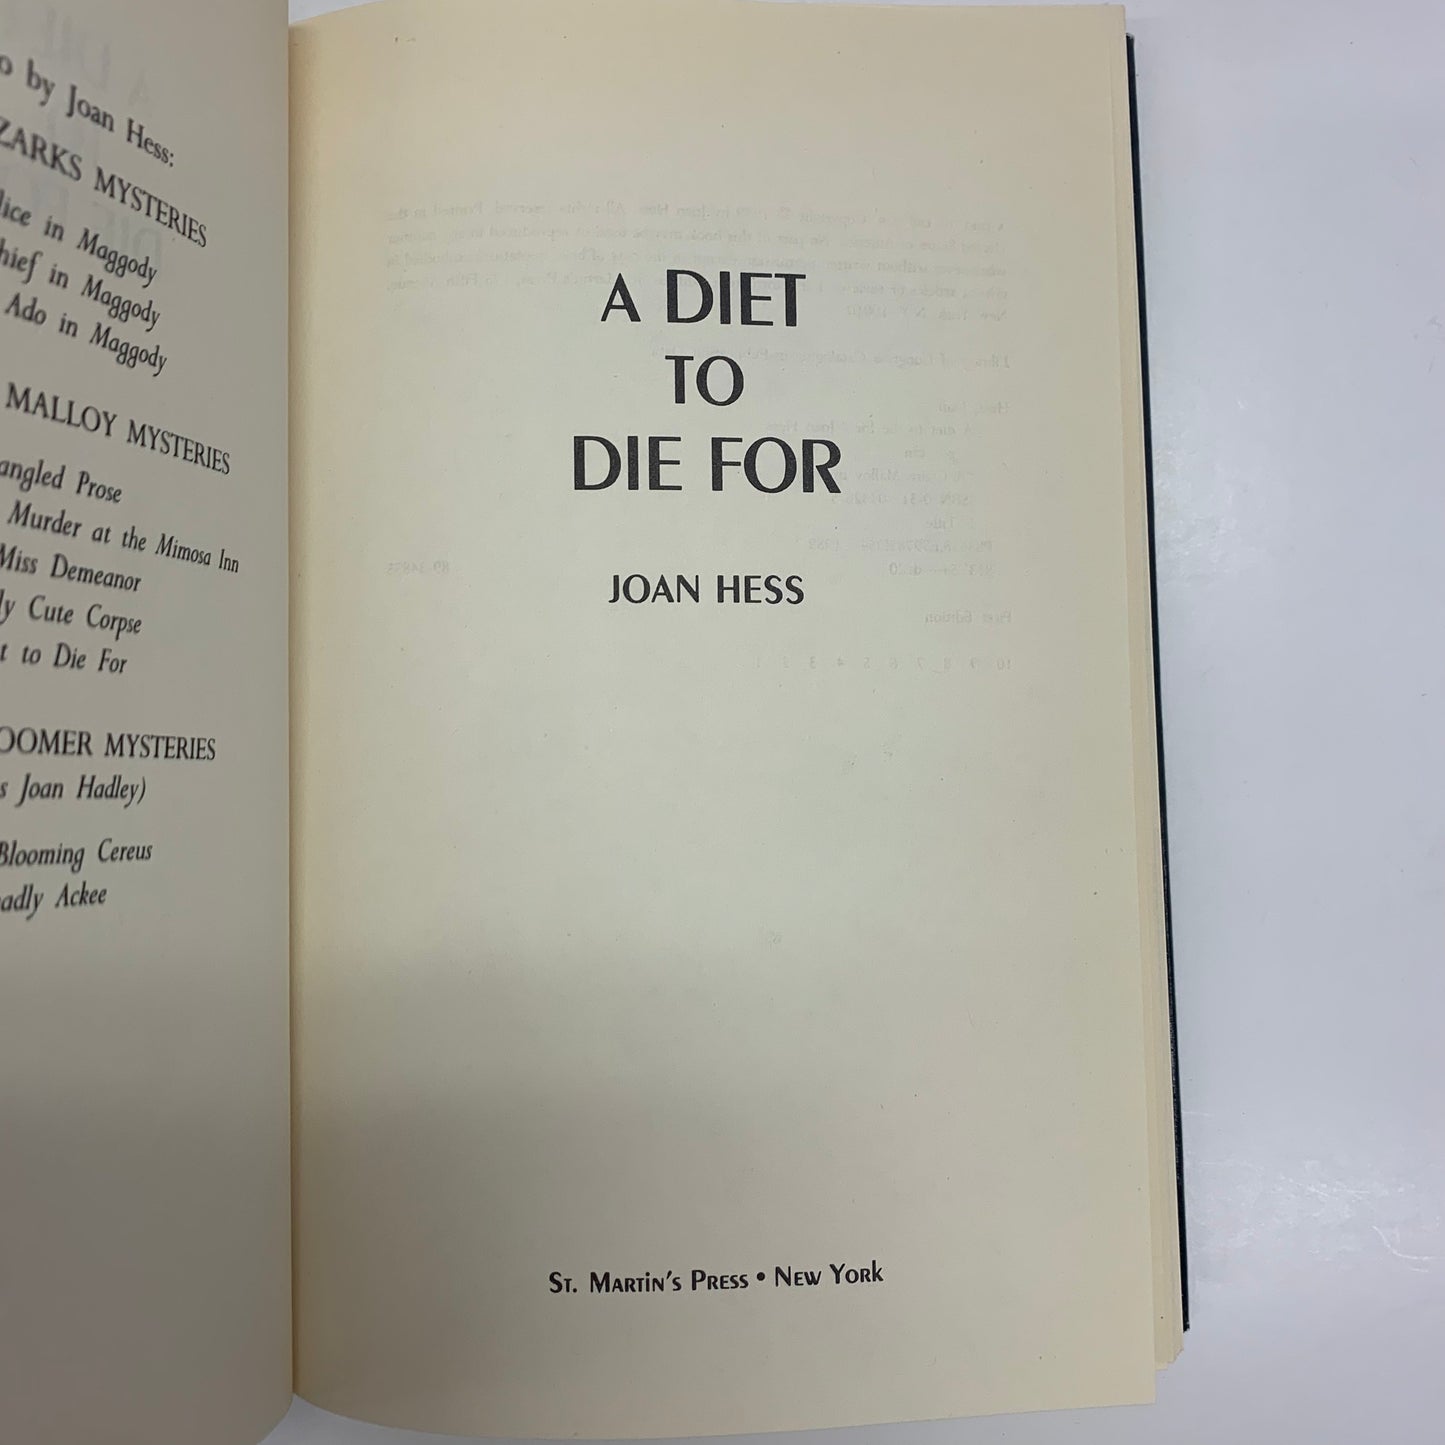 o by Joan Hess:
ZARKS MYSTERIES
lice in Maggody
hief in Maggody
Ado in Maggody
MALLOY MYSTERIES
angled Prose
Murder at the Mimosa Inn
Miss Demeanor
ly Cute Corpse
t to Die For
OOMER MYSTERIES
s Joan Hadley)
Blooming Cereus
eadly Ackee
A DIET
TO
DIE FOR
JOAN HESS
ST. MARTIN'S PRESS • NEW YORK